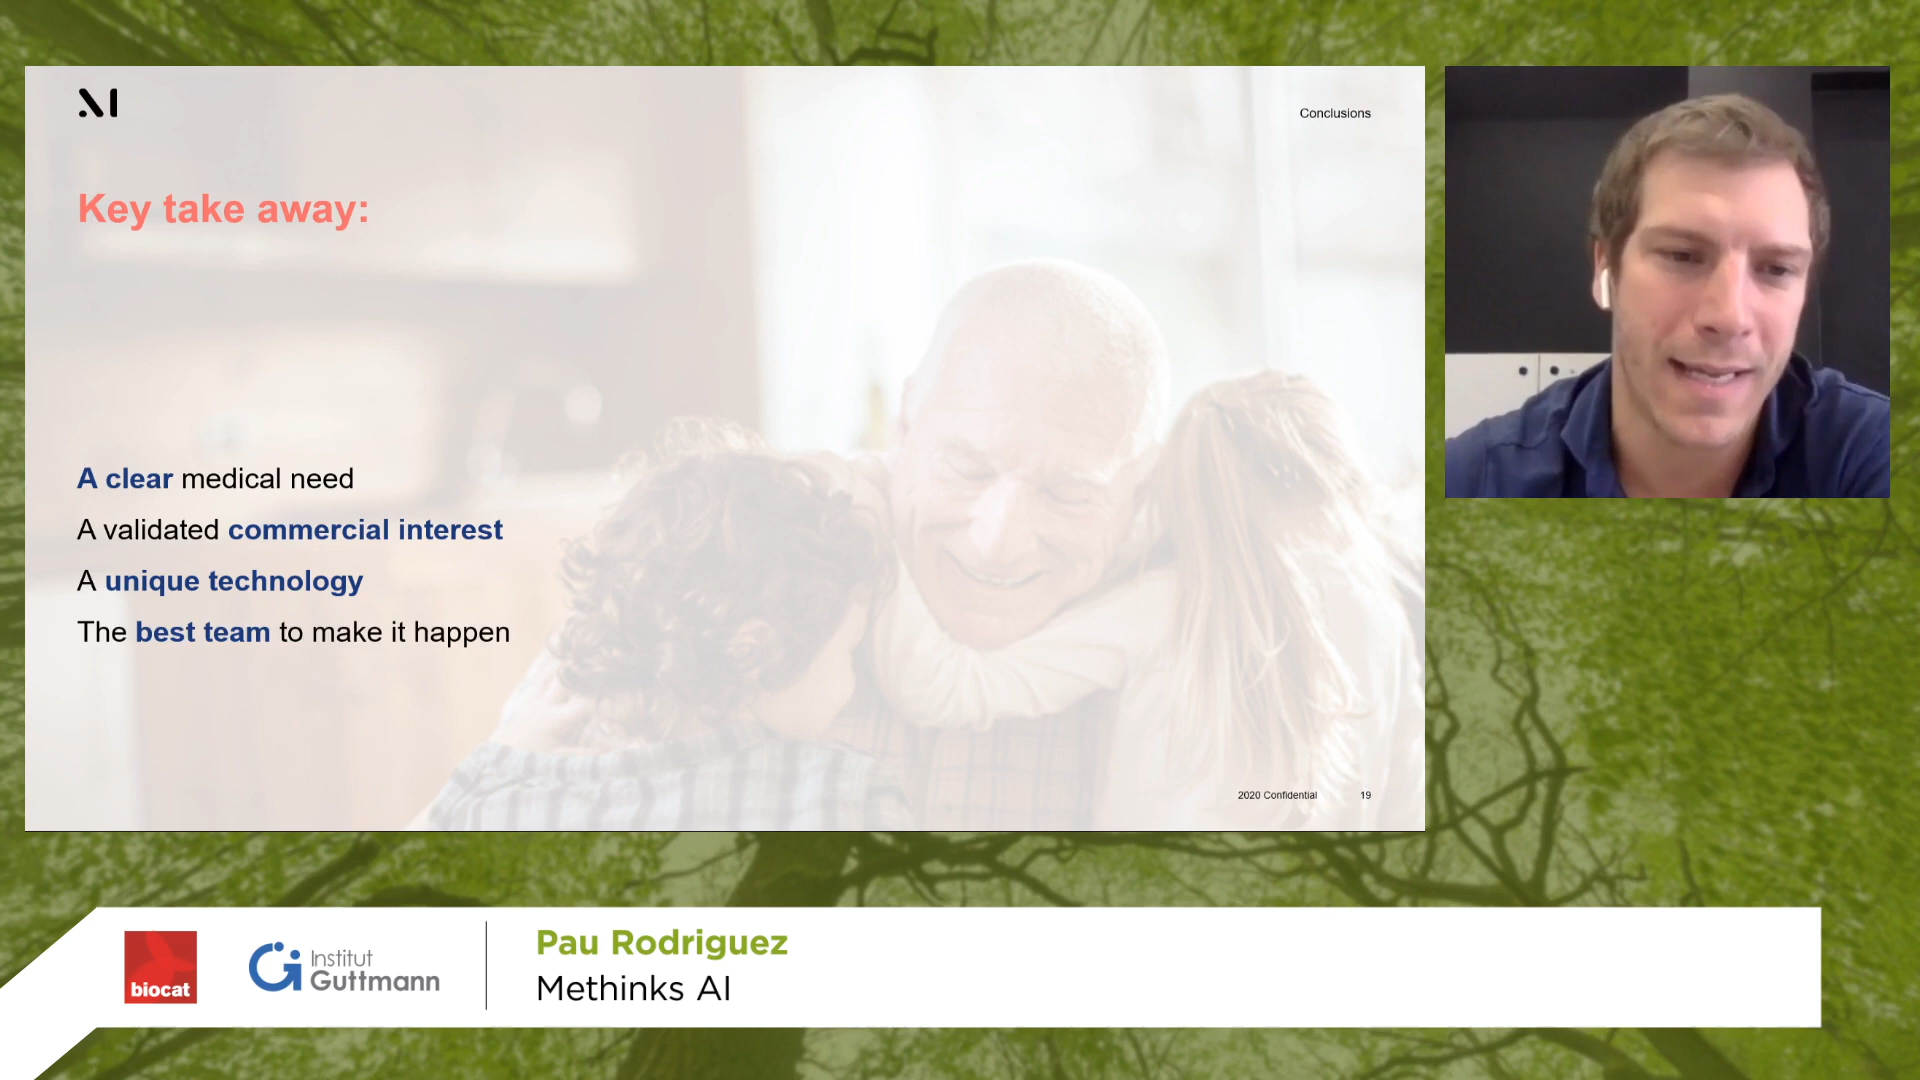 Conclusions
Key take away:
A clear medical need
A validated commercial interest
A unique technology
The best team to make it happen
2020 Confidential 19
biocat
Institut
Guttmann
Pau Rodriguez
Methinks AI